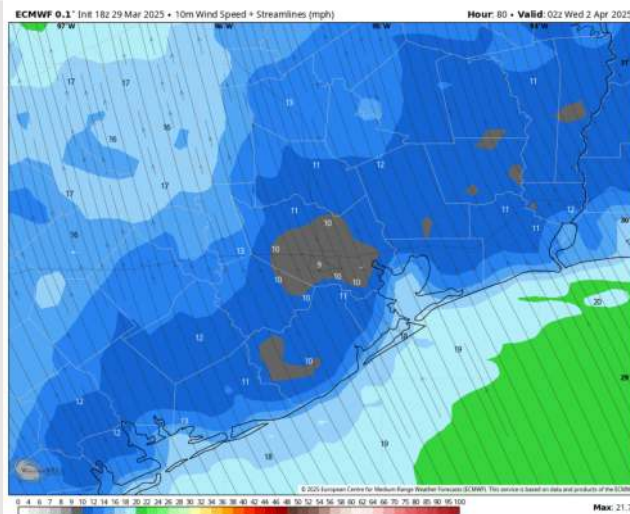 ECMWF 0.1° Init 18z 29 Mar 2025 • 10m Wind Speed + Streamlines (mph) Hour: 80 • Valid: 02z Wed 2 Apr 2025
97°W 96°W 95°W 94°W
17 17 11
13
16 16
11 12
17 17
11 11 12
10 11
16 13 10
9
10 10 10
10 11
20
12 18 19
10
11
12
12 13
18 19
© 2025 European Centre for Medium-Range Weather Forecasts (ECMWF). This service is based on data and products of the ECMWF
0 4 6 7 8 9 10 12 14 16 18 20 21 22 24 26 28 30 32 34 36 38 40 42 44 46 48 50 52 54 56 58 60 62 64 66 70 75 80 85 90 95 100
Max: 21.